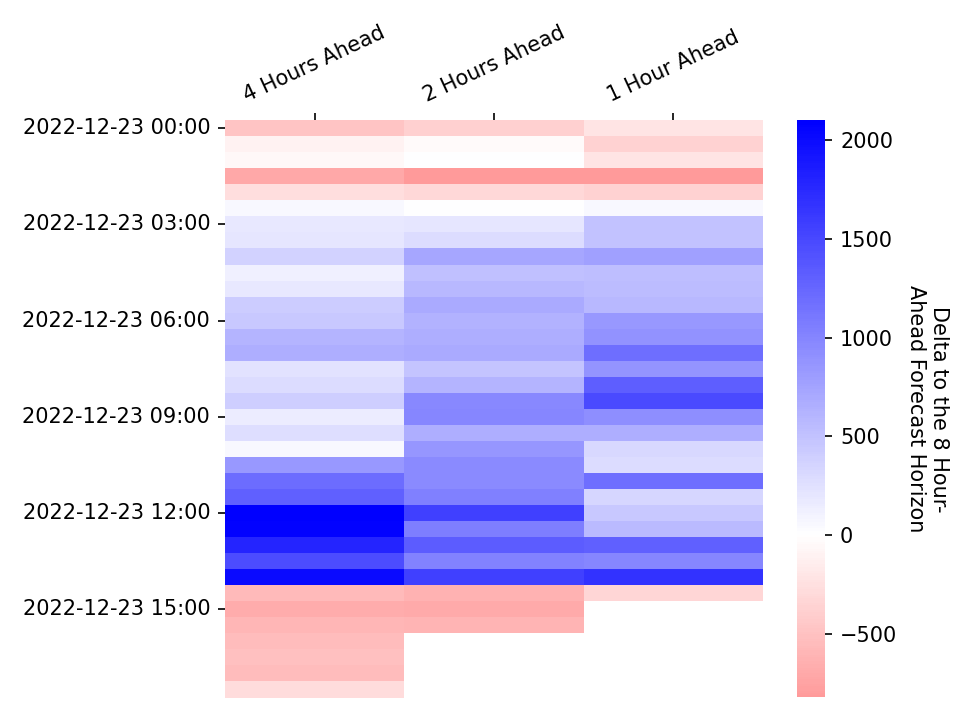 4 Hours Ahead
2 Hours Ahead
1 Hour Ahead
2022-12-23 00:00
2022-12-23 03:00
2022-12-23 06:00
2022-12-23 09:00
2022-12-23 12:00
2022-12-23 15:00
2000
1500
1000
500
0
−500
Delta to the 8 Hour-
Ahead Forecast Horizon